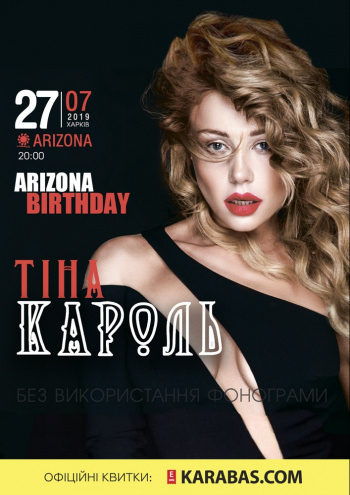 27 07
2019
ХАРКІВ
ARIZONA
20:00
ARIZONA
BIRTHDAY
ТІНА
КАРОЛЬ
БЕЗ ВИКОРИСТАННЯ ФОНОГРАМИ
ОФІЦІЙНІ КВИТКИ: KARABAS.COM